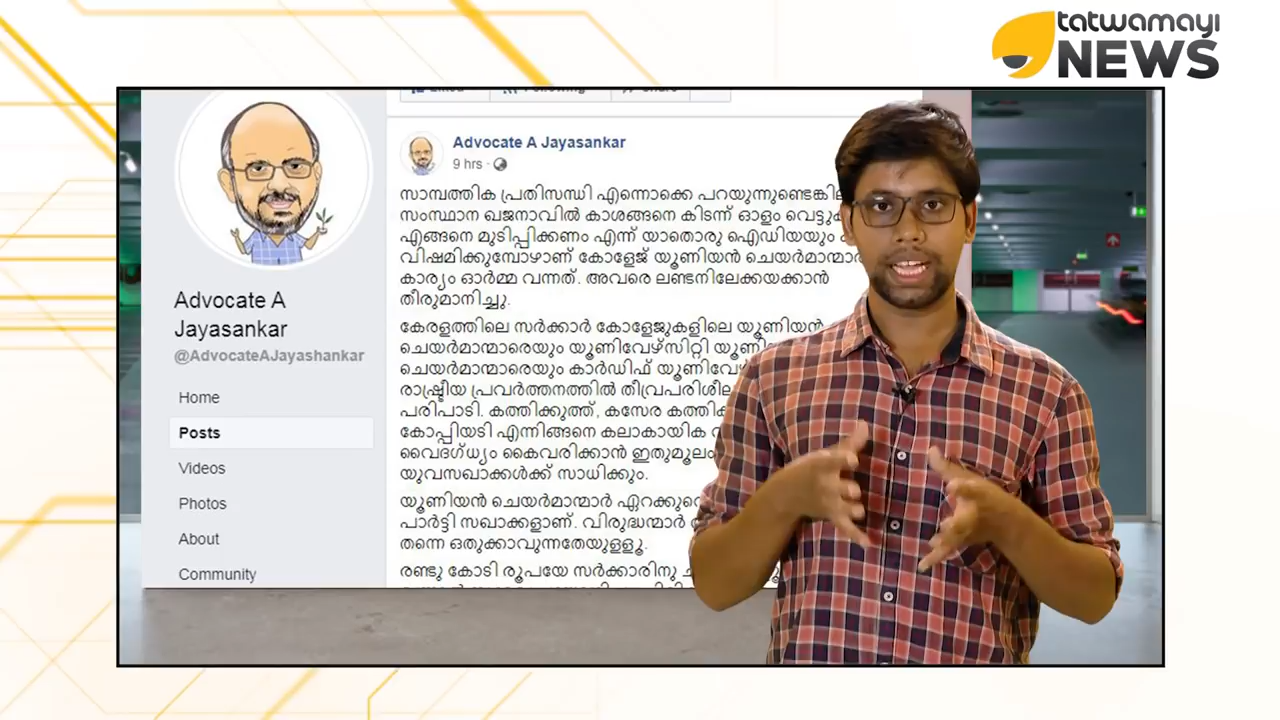 tatwamayi
NEWS
Advocate A Jayasankar
9 hrs
സാമ്പത്തിക പ്രതിസന്ധി എന്നൊക്കെ പറയുന്നുണ്ടെങ്കി
സംസ്ഥാന ഖജനാവിൽ കാശങ്ങനെ കിടന്ന് ഓളം
എങ്ങനെ മുടിപ്പിക്കണം എന്ന് യാതൊരു ഐഡിയയും
വിഷമിക്കുമ്പോഴാണ് കോളേജ് യൂണിയൻ ചെയർമാന്മാ
കാര്യം ഓർമ്മ വന്നത്. അവരെ ലണ്ടനിലേക്കയക്കാൻ
തീരുമാനിച്ചു.
കേരളത്തിലെ സർക്കാർ കോളേജുകളിലെ യൂണിയൻ
ചെയർമാന്മാരെയും യൂണിവേഴ്സിറ്റി
ചെയർമാന്മാരെയും കാർഡിഫ്
രാഷ്ട്രീയ പ്രവർത്തനത്തിൽ
പരിപാടി. കത്തിക്കുത്ത്, കസേര
കോപ്പിയടി എന്നിങ്ങനെ കലാകായിക
വൈദഗ്ധ്യം കൈവരിക്കാൻ ഇതുമൂലം
യുവസഖാക്കൾക്ക് സാധിക്കും.
യൂണിയൻ ചെയർമാന്മാർ
പാർട്ടി സഖാക്കളാണ്. വിരുദ്ധന്മാർ
തന്നെ ഒതുക്കാവുന്നതേയുളളൂ.
രണ്ടു കോടി രൂപയേ സർക്കാരിനു
Advocate A
Jayasankar
@AdvocateAJayashankar
Home
Posts
Videos
Photos
About
Community